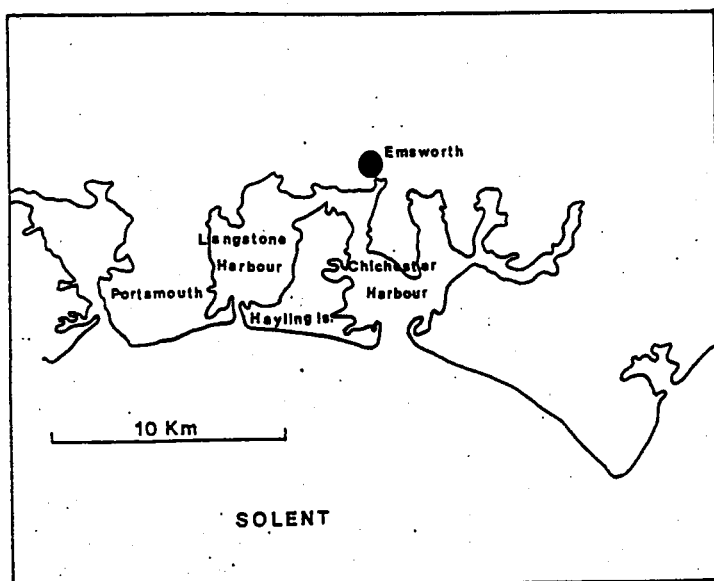 Emsworth
Langstone
Harbour
Chichester
Harbour
Portsmouth
Hayling Is.
10 Km
SOLENT